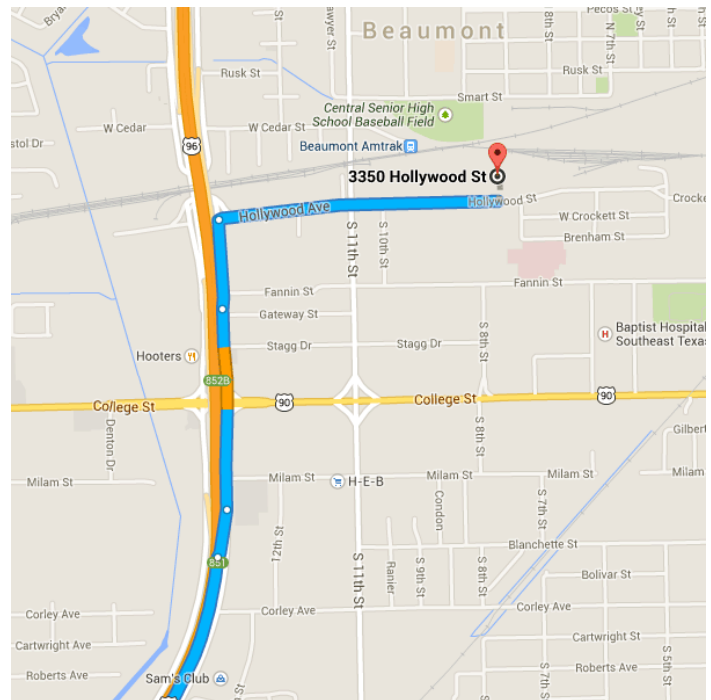 Beaumont
Pecos St
N 7th St
8th St
Rusk St
Rusk St
Smart St
Central Senior High
School Baseball Field
W Cedar
W Cedar St
96
Beaumont Amtrak
3350 Hollywood St
Hollywood St
Hollywood Ave
S 11th St
S 10th St
W Crockett St
Brenham St
Fannin St
Fannin St
Gateway St
Stagg Dr
Stagg Dr
S 8th St
H
Baptist Hospital
Southeast Texas
Hooters
852B
College St
90
College St
90
Denton Dr
S 8th St
Milam St
Milam St
H-E-B
Milam St
12th St
Condon
S 7th St
S 11th St
Blanchette St
851
Ranier
S 9th St
S 8th St
Bolivar St
Corley Ave
Corley Ave
Corley Ave
Cartwright Ave
Cartwright St
Roberts Ave
Sam's Club
S 7th St
Roberts Ave
S 5th St